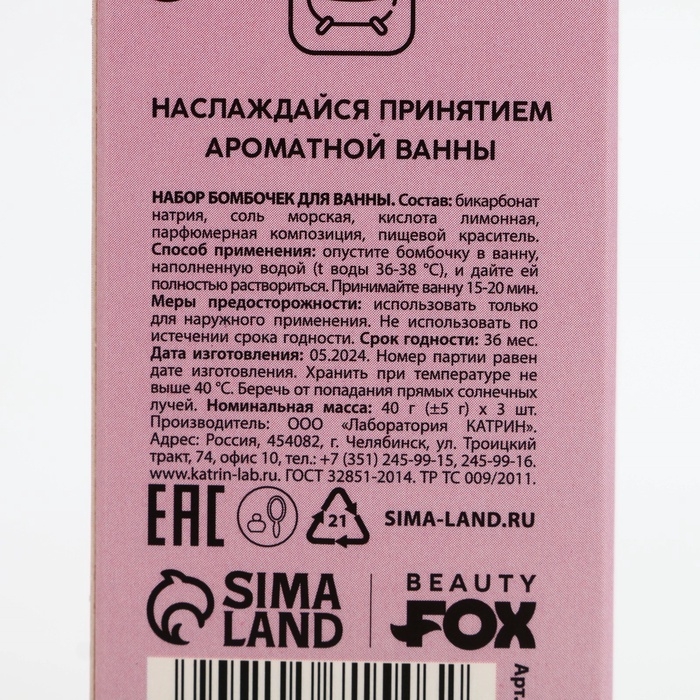 НАСЛАЖДАЙСЯ ПРИНЯТИЕМ
АРОМАТНОЙ ВАННЫ
НАБОР БОМБОЧЕК ДЛЯ ВАННЫ. Состав: бикарбонат
натрия, соль морская, кислота лимонная,
парфюмерная композиция, пищевой краситель.
Способ применения: опустите бомбочку в ванну,
наполненную водой (t воды 36-38 °C), и дайте ей
полностью раствориться. Принимайте ванну 15-20 мин.
Меры предосторожности: использовать только
для наружного применения. Не использовать по
истечении срока годности. Срок годности: 36 мес.
Дата изготовления: 05.2024. Номер партии равен
дате изготовления. Хранить при температуре не
выше 40 °C. Беречь от попадания прямых солнечных
лучей. Номинальная масса: 40 г (±5 г) х 3 шт.
Производитель: ООО «Лаборатория КАТРИН».
Адрес: Россия, 454082, г. Челябинск, ул. Троицкий
тракт, 74, офис 10, тел.: +7 (351) 245-99-15, 245-99-16.
www.katrin-lab.ru. ГОСТ 32851-2014. ТР ТС 009/2011.
EAC 21 SIMA-LAND.RU
SIMA LAND
BEAUTY FOX
Арт.